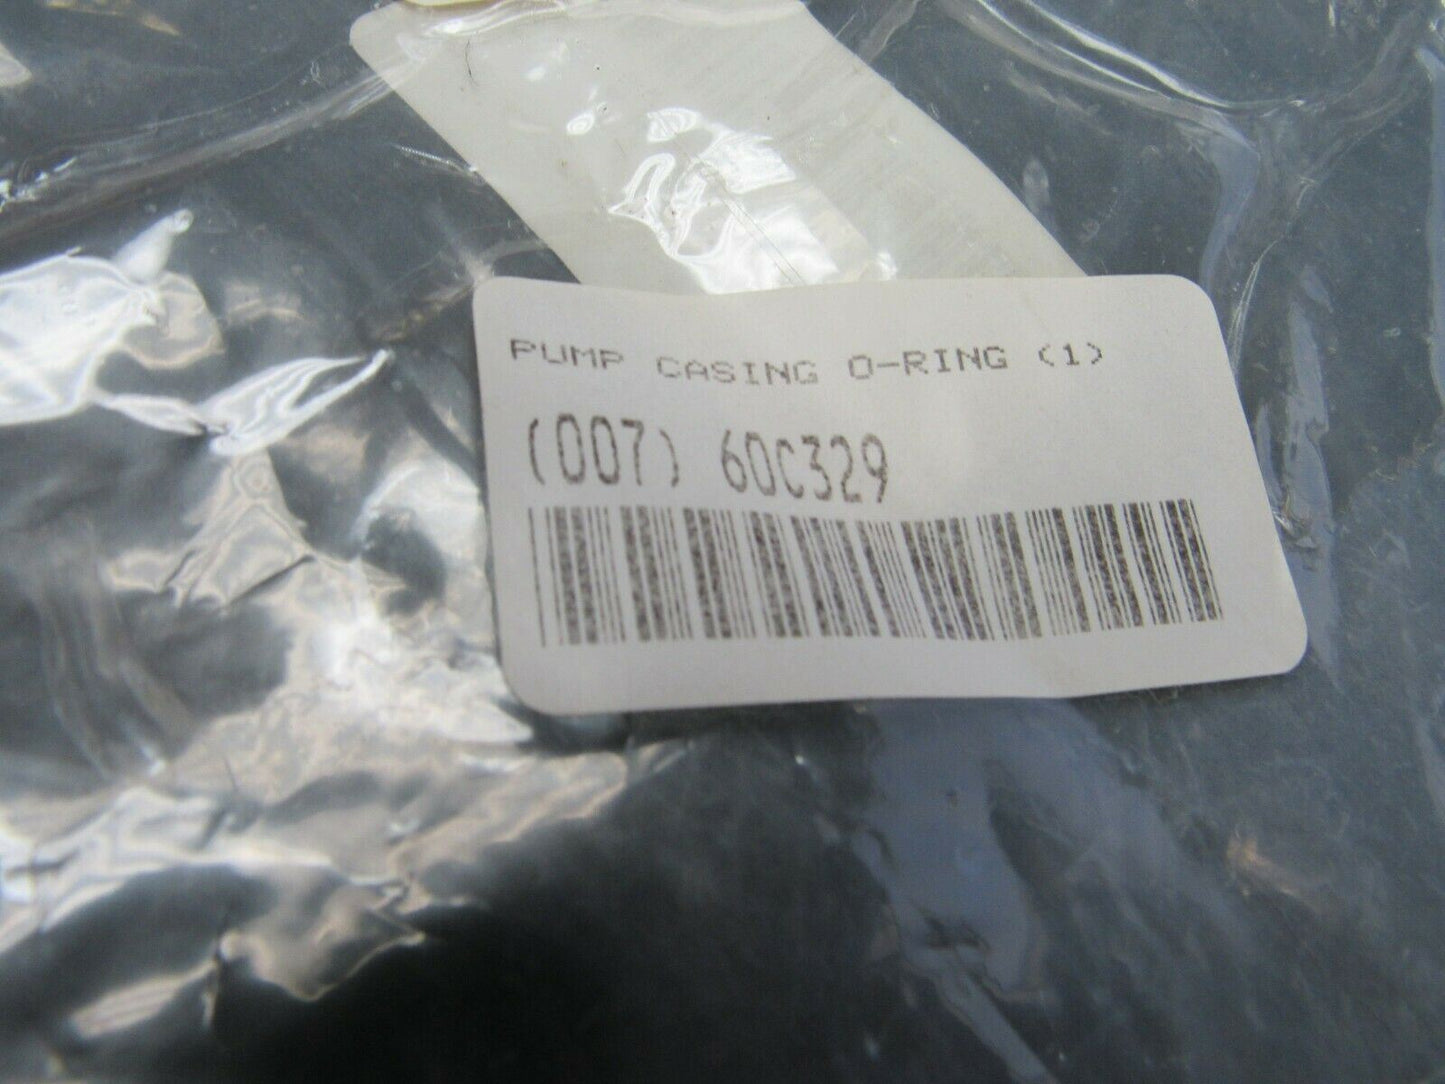 PUMP CASING O-RING (1)
(007) 60C329